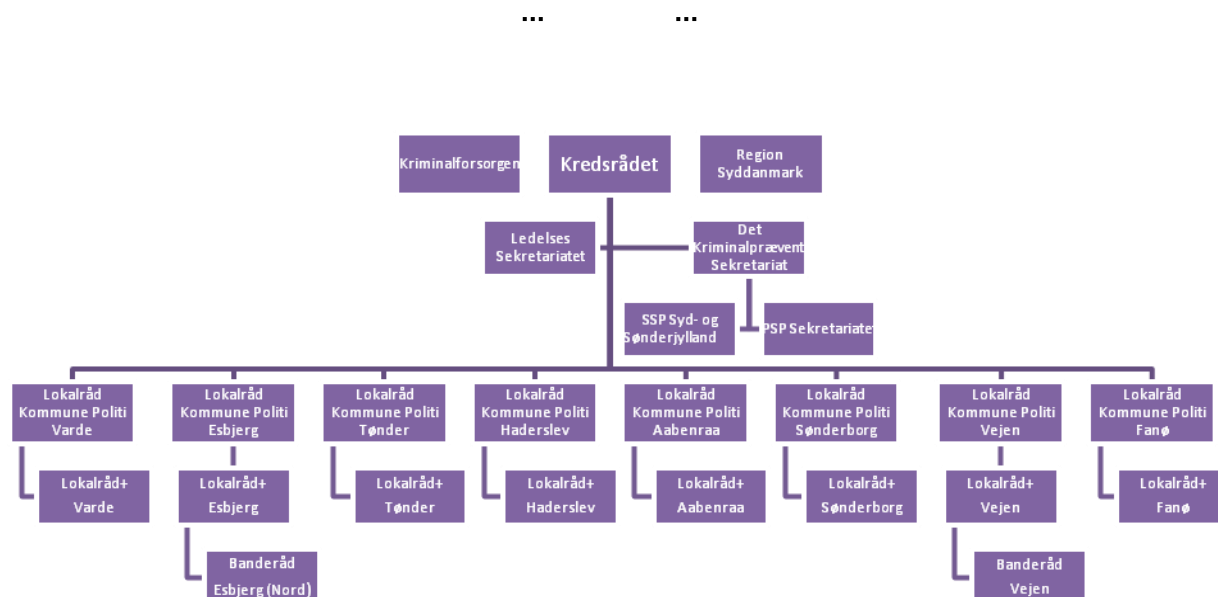 ... ...
Kriminalforsorgen
Kredsrådet
Region
Syddanmark
Ledelses
Sekretariatet
Det
Kriminalprævent
Sekretariat
SSP Syd- og
Sønderjylland
PSP Sekretariatet
Lokalråd
Kommune Politi
Varde
Lokalråd
Kommune Politi
Esbjerg
Lokalråd
Kommune Politi
Tønder
Lokalråd
Kommune Politi
Haderslev
Lokalråd
Kommune Politi
Aabenraa
Lokalråd
Kommune Politi
Sønderborg
Lokalråd
Kommune Politi
Vejen
Lokalråd
Kommune Politi
Fanø
Lokalråd+
Varde
Lokalråd+
Esbjerg
Lokalråd+
Tønder
Lokalråd+
Haderslev
Lokalråd+
Aabenraa
Lokalråd+
Sønderborg
Lokalråd+
Vejen
Lokalråd+
Fanø
Banderåd
Esbjerg (Nord)
Banderåd
Vejen